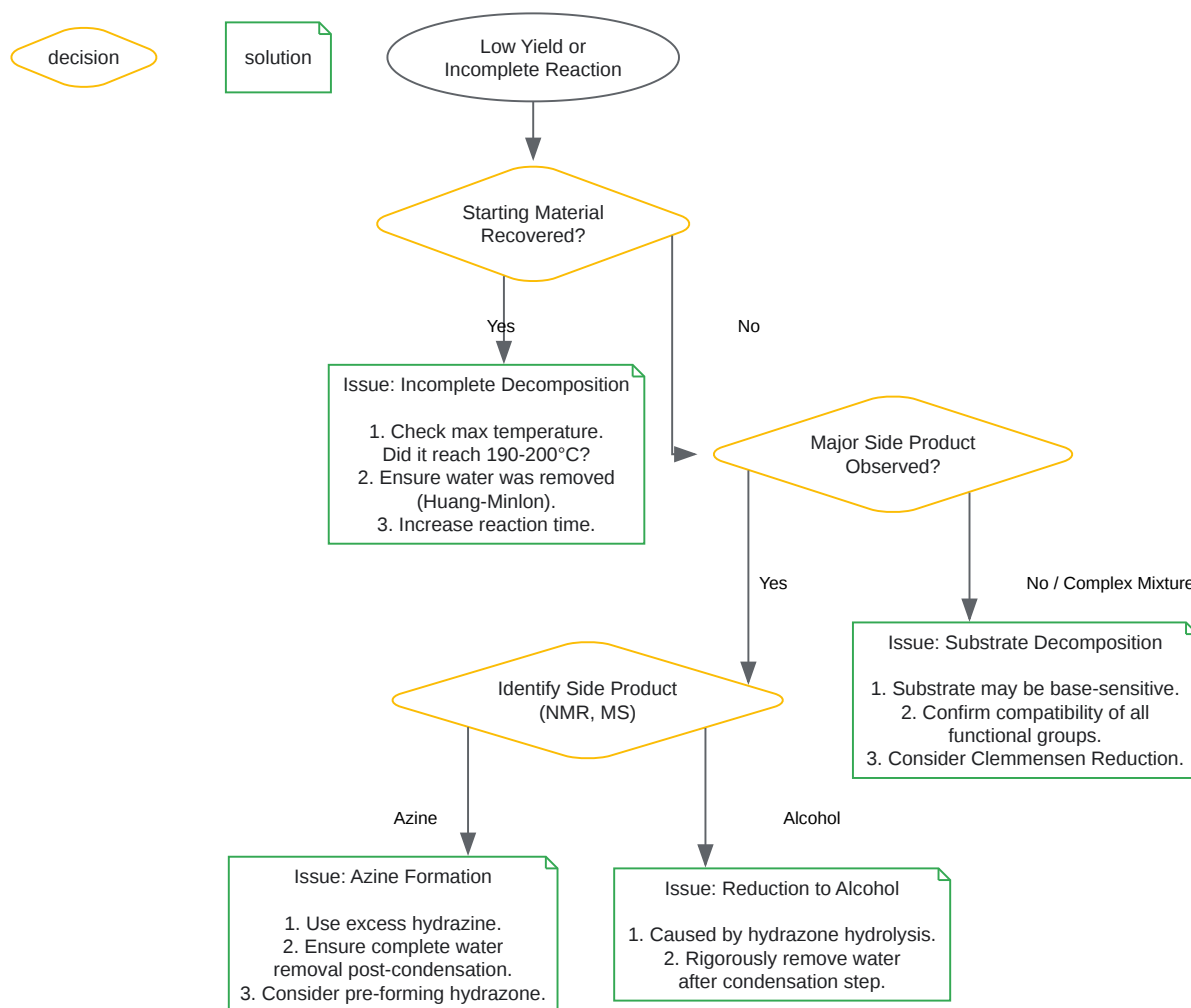 decision
solution
Low Yield or
Incomplete Reaction
Starting Material
Recovered?
Yes
No
Issue: Incomplete Decomposition
1. Check max temperature.
Did it reach 190-200°C?
2. Ensure water was removed
(Huang-Minlon).
3. Increase reaction time.
Major Side Product
Observed?
Yes
No / Complex Mixture
Issue: Substrate Decomposition
1. Substrate may be base-sensitive.
2. Confirm compatibility of all
functional groups.
3. Consider Clemmensen Reduction.
Identify Side Product
(NMR, MS)
Azine
Alcohol
Issue: Azine Formation
1. Use excess hydrazine.
2. Ensure complete water
removal post-condensation.
3. Consider pre-forming hydrazone.
Issue: Reduction to Alcohol
1. Caused by hydrazone hydrolysis.
2. Rigorously remove water
after condensation step.